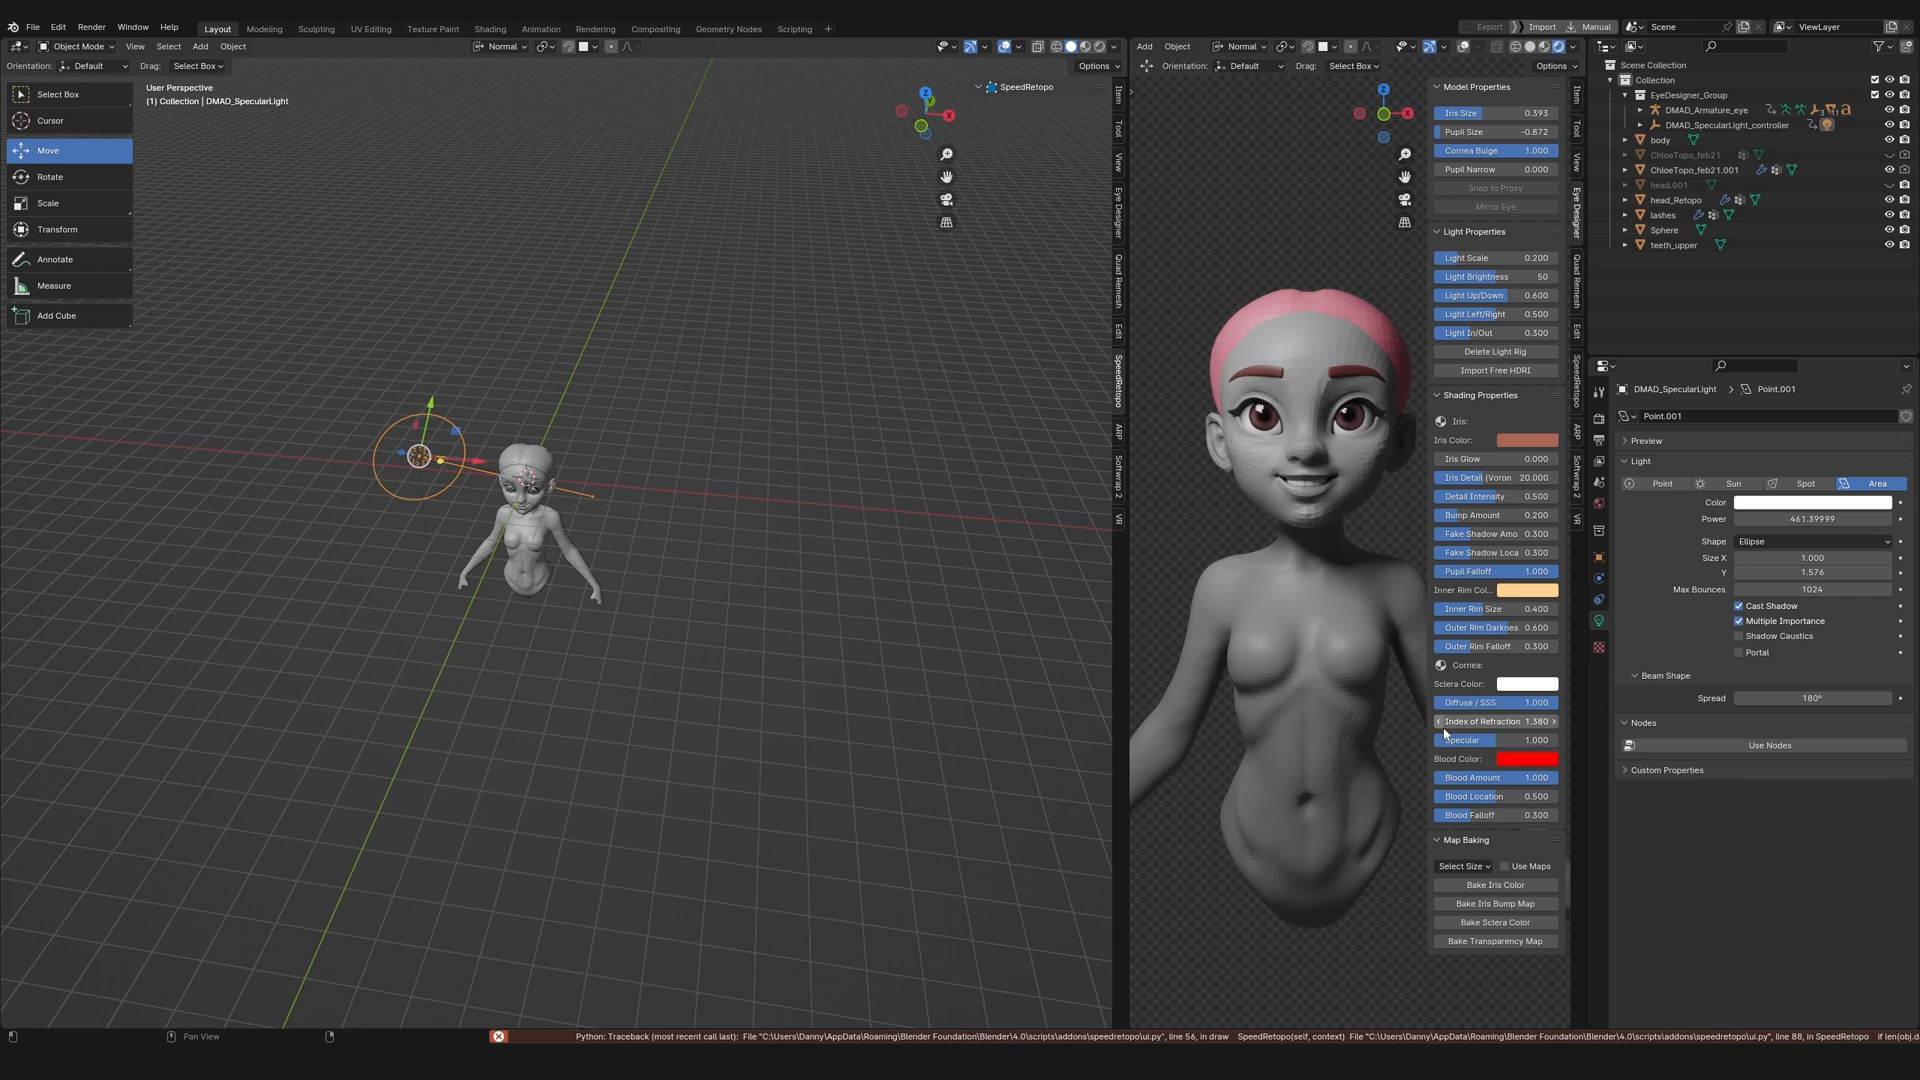 File Edit Render Window Help Layout Modeling Sculpting UV Editing Texture Paint Shading Animation Rendering Compositing Geometry Nodes Scripting + Export Import Manual Scene ViewLayer
Object Mode View Select Add Object Normal
Orientation: Default Drag: Select Box Options
User Perspective
(1) Collection | DMAD_SpecularLight
SpeedRetopo
Select Box
Cursor
Move
Rotate
Scale
Transform
Annotate
Measure
Add Cube
Z
X
Item
Tool
View
Eye Designer
Quad Remesh
Edit
SpeedRetopo
ARP
Softwrap 2
VR
Add Object Normal
Orientation: Default Drag: Select Box Options
Z
X
Model Properties
Iris Size 0.393
Pupil Size -0.872
Cornea Bulge 1.000
Pupil Narrow 0.000
Snap to Proxy
Mirror Eye
Light Properties
Light Scale 0.200
Light Brightness 50
Light Up/Down 0.600
Light Left/Right 0.500
Light In/Out 0.300
Delete Light Rig
Import Free HDRI
Shading Properties
Iris:
Iris Color:
Iris Glow 0.000
Iris Detail (Voron 20.000
Detail Intensity 0.500
Bump Amount 0.200
Fake Shadow Amo 0.300
Fake Shadow Loca 0.300
Pupil Falloff 1.000
Inner Rim Col...
Inner Rim Size 0.400
Outer Rim Darknes 0.600
Outer Rim Falloff 0.300
Cornea:
Sclera Color:
Diffuse / SSS 1.000
Index of Refraction 1.380
Specular 1.000
Blood Color:
Blood Amount 1.000
Blood Location 0.500
Blood Falloff 0.300
Map Baking
Select Size Use Maps
Bake Iris Color
Bake Iris Bump Map
Bake Sclera Color
Bake Transparency Map
Item
Tool
View
Eye Designer
Quad Remesh
Edit
SpeedRetopo
ARP
Softwrap 2
VR
Scene Collection
Collection
EyeDesigner_Group
DMAD_Armature_eye
DMAD_SpecularLight_controller
body
ChloeTopo_feb21
ChloeTopo_feb21.001
head.001
head_Retopo
lashes
Sphere
teeth_upper
DMAD_SpecularLight Point.001
Point.001
Preview
Light
Point Sun Spot Area
Color
Power 461.39999
Shape Ellipse
Size X 1.000
Y 1.576
Max Bounces 1024
Cast Shadow
Multiple Importance
Shadow Caustics
Portal
Beam Shape
Spread 180°
Nodes
Use Nodes
Custom Properties
Pan View Python: Traceback (most recent call last): File "C:\Users\Danny\AppData\Roaming\Blender Foundation\Blender\4.0\scripts\addons\speedretopo\ui.py", line 56, in draw SpeedRetopo(self, context) File "C:\Users\Danny\AppData\Roaming\Blender Foundation\Blender\4.0\scripts\addons\speedretopo\ui.py", line 88, in SpeedRetopo if len(obj.d